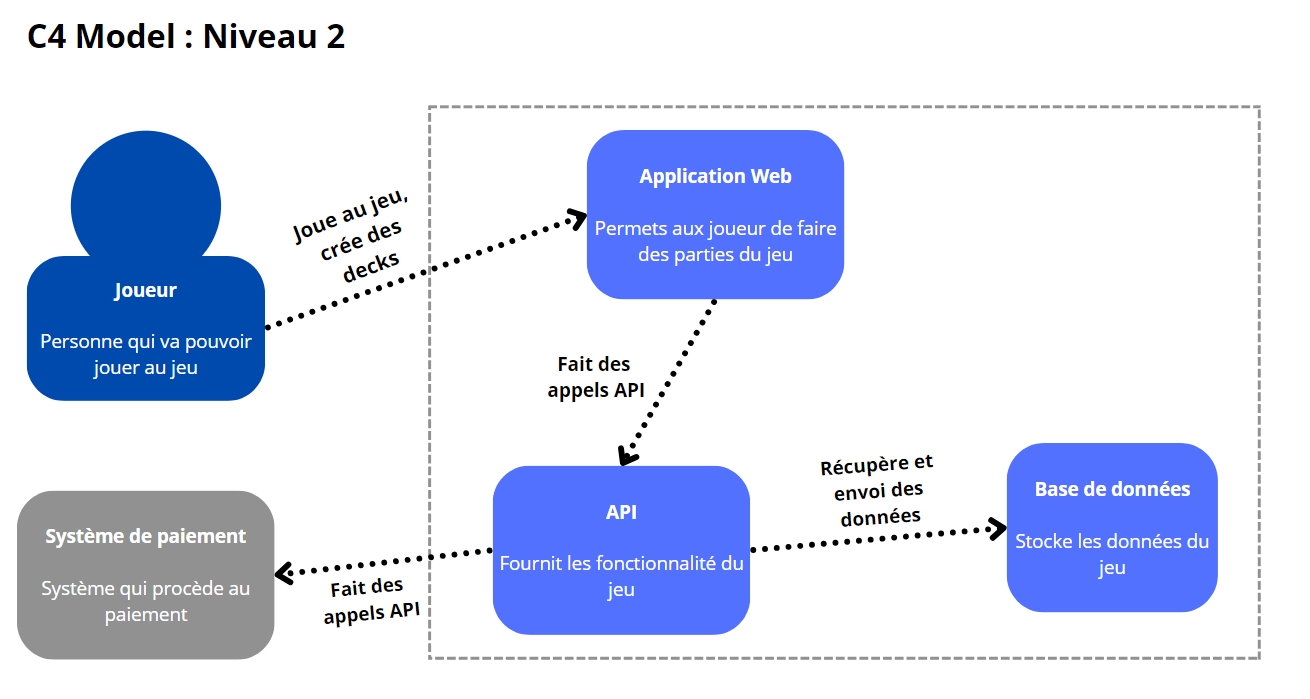 C4 Model : Niveau 2
Joueur
Personne qui va pouvoir
jouer au jeu
Joue au jeu,
crée des
decks
Application Web
Permets aux joueur de faire
des parties du jeu
Fait des
appels API
API
Fournit les fonctionnalité du
jeu
Récupère et
envoi des
données
Base de données
Stocke les données du
jeu
Fait des
appels API
Système de paiement
Système qui procède au
paiement